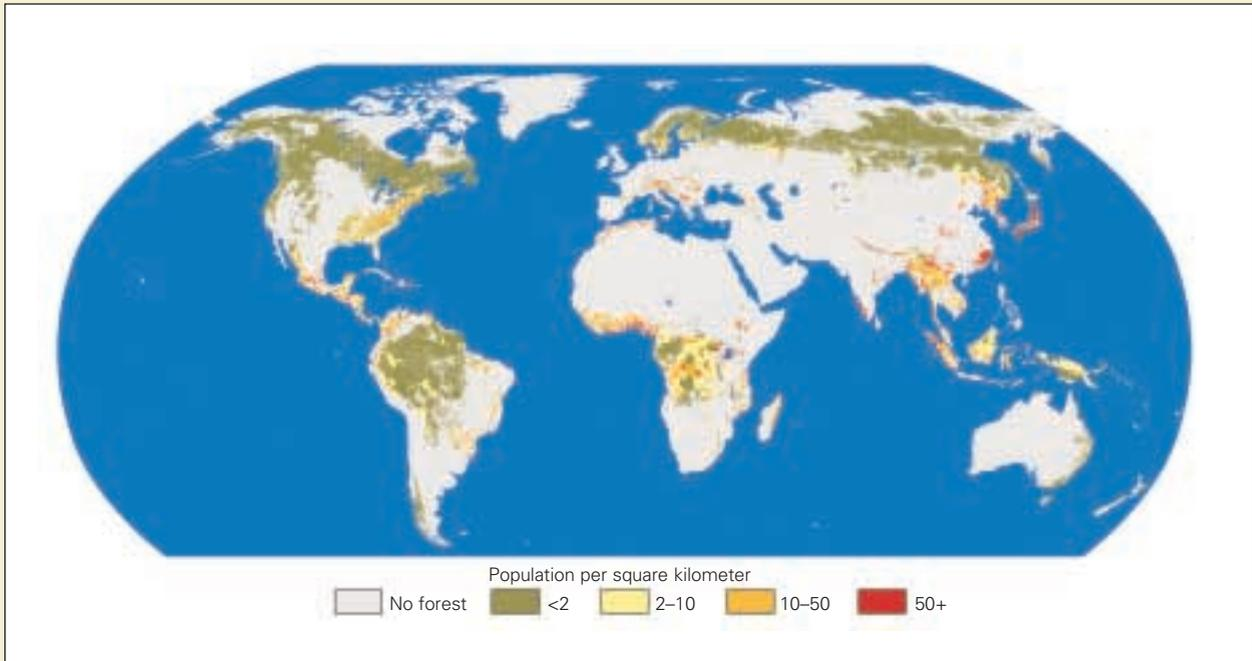 Population per square kilometer
No forest <2 2–10 10–50 50+